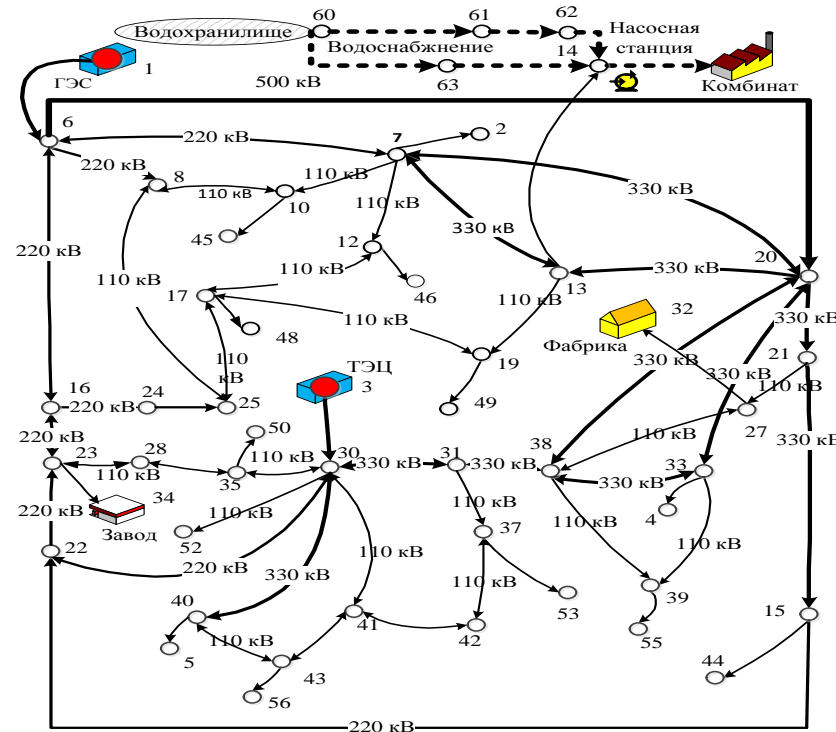 60
61
62
Водохранилище
Водоснабжнение
14
Насосная
станция
1
ГЭС
500 кВ
63
Комбинат
6
220 кВ
7
2
220 кВ
8
110 кВ
110 кВ
10
110 кВ
330 кВ
330 кВ
45
12
220 кВ
20
110 кВ
110 кВ
46
330 кВ
13
17
110 кВ
32
330 кВ
48
110 кВ
Фабрика
330 кВ
21
110
кВ
ТЭЦ
3
19
330 кВ
110 кВ
16
220 кВ
24
25
49
27
220 кВ
23
28
50
110 кВ
30
31
38
110 кВ
330 кВ
110 кВ
35
330 кВ
330 кВ
330 кВ
33
34
220 кВ
Завод
110 кВ
52
110 кВ
37
110 кВ
4
110 кВ
22
110 кВ
220 кВ
330 кВ
110 кВ
53
39
40
41
42
15
110 кВ
5
43
55
44
56
220 кВ